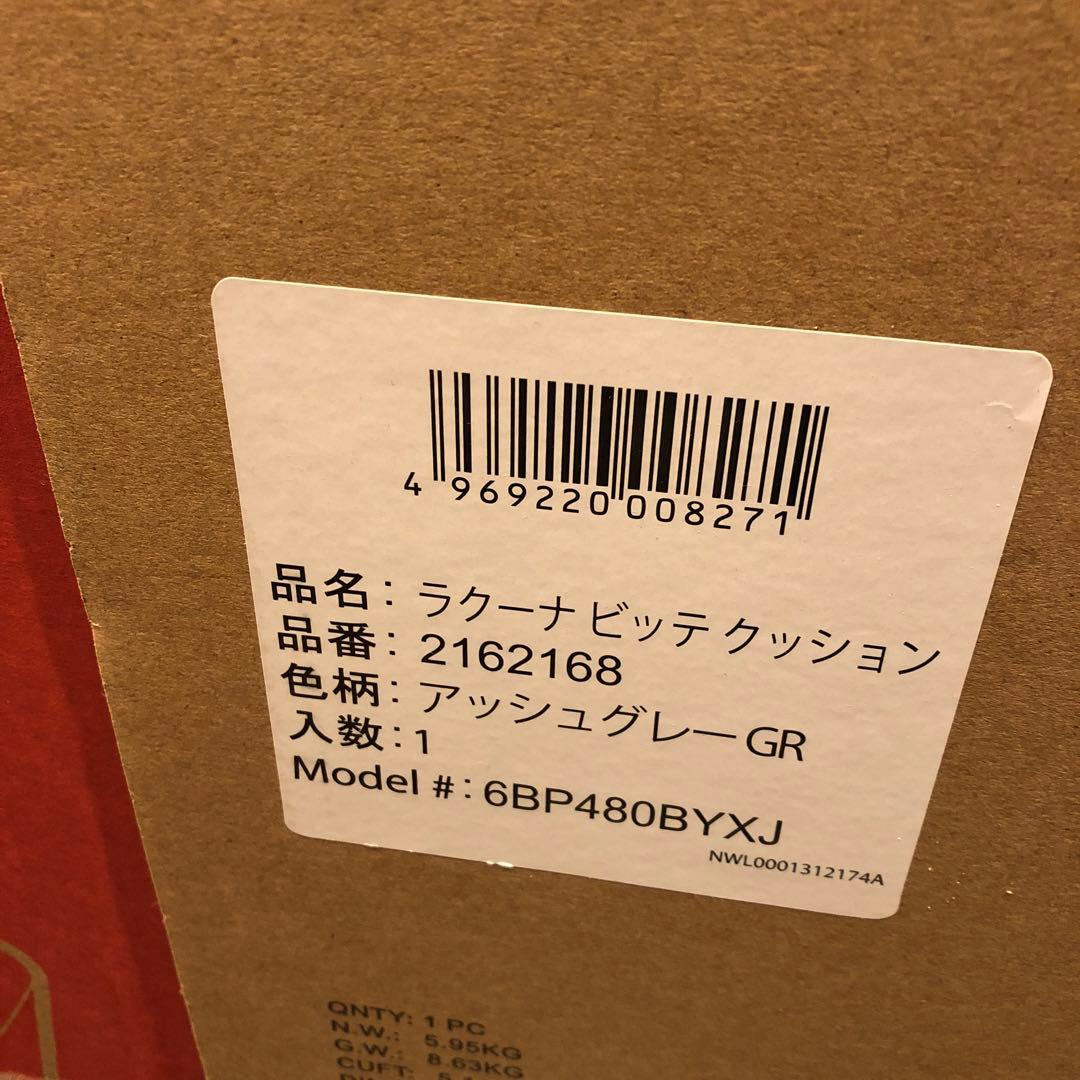 4 969220 008271
品名: ラクーナ ビッテ クッション
品番: 2162168
色柄: アッシュグレー GR
入数: 1
Model #: 6BP480BYXJ
NWL0001312174A
QNTY: 1 PC
N.W.: 5.95KG
G.W.: 8.63KG
CUFT: